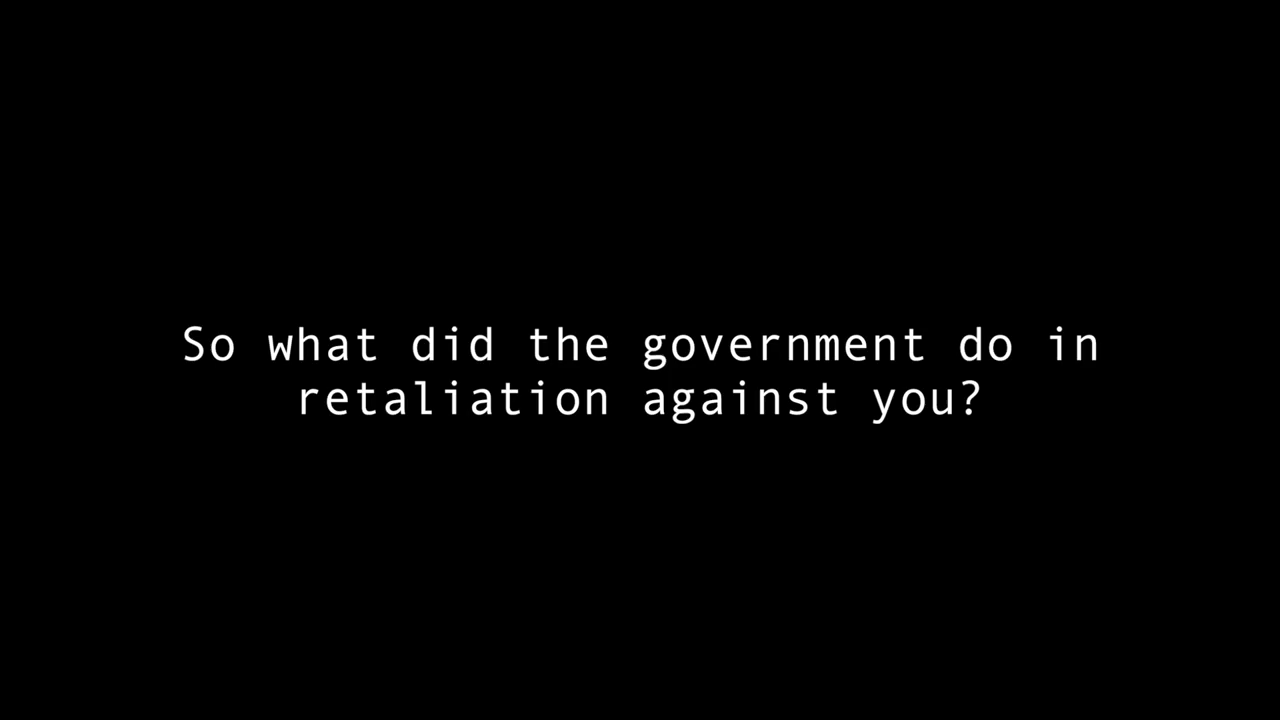 So what did the government do in
retaliation against you?